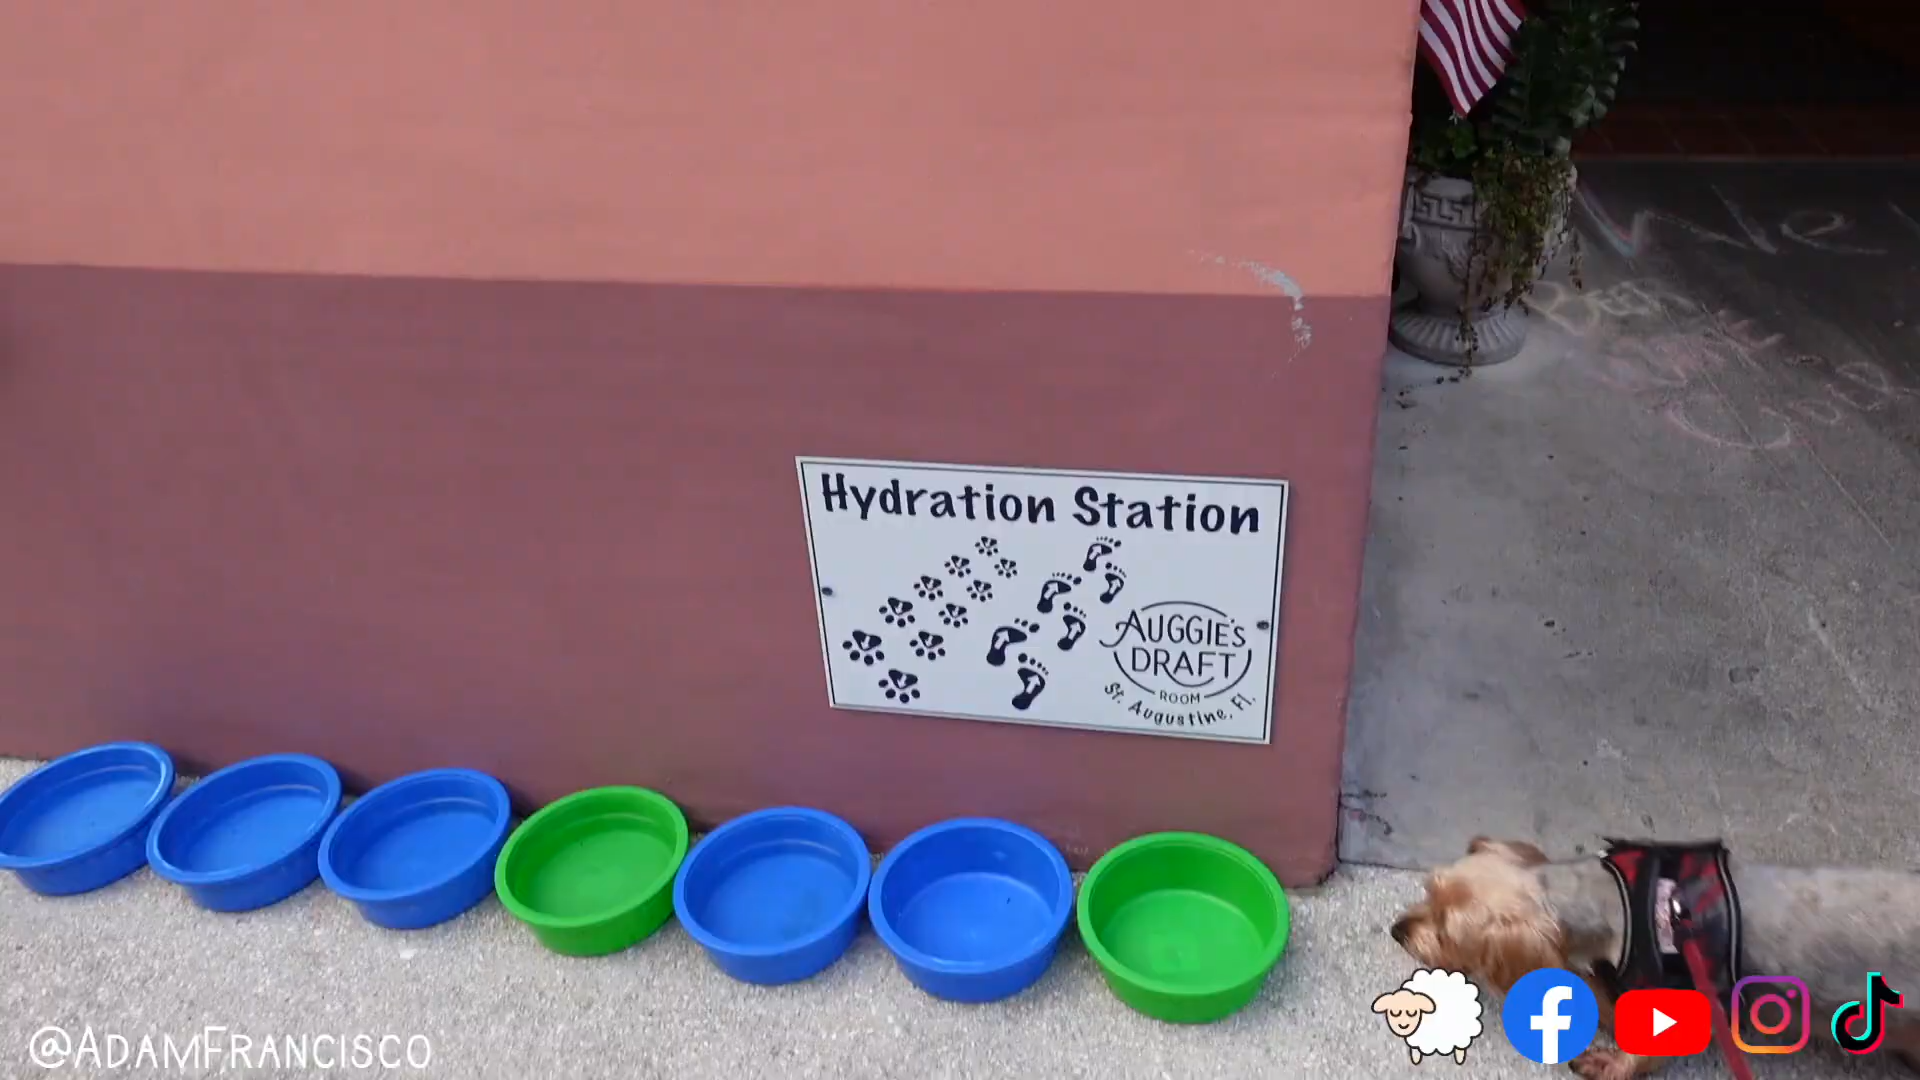 Hydration Station
AUGGIE'S
DRAFT
ROOM
St. Augustine, Fl.
@ADAMFRANCISCO